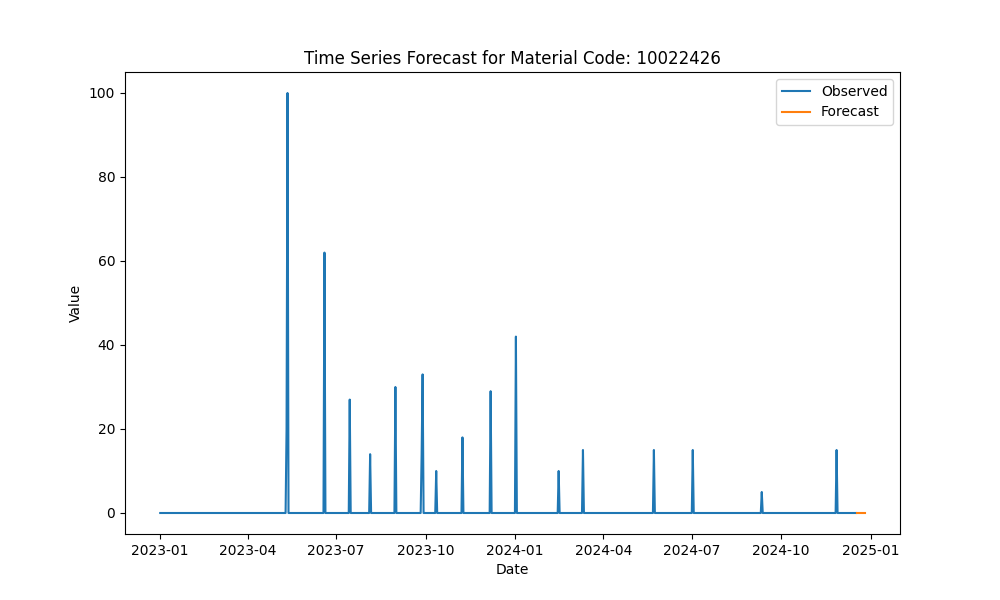 Time Series Forecast for Material Code: 10022426
Observed
Forecast
100
80
60
40
20
0
Value
2023-01 2023-04 2023-07 2023-10 2024-01 2024-04 2024-07 2024-10 2025-01
Date